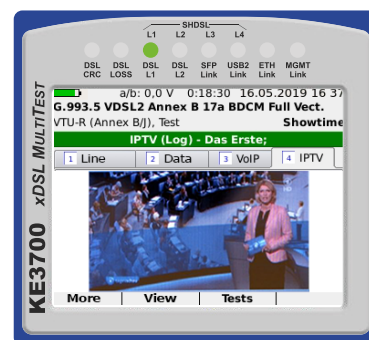 SHDSL
L1 L2 L3 L4
DSL CRC
DSL LOSS
DSL L1
DSL L2
SFP Link
USB2 Link
ETH Link
MGMT Link
a/b: 0,0 V 0:18:30 16.05.2019 16 37
G.993.5 VDSL2 Annex B 17a BDCM Full Vect.
VTU-R (Annex B/J), Test Showtime
IPTV (Log) - Das Erste;
1 Line 2 Data 3 VoIP 4 IPTV
More View Tests
KE3700 xDSL MULTITEST